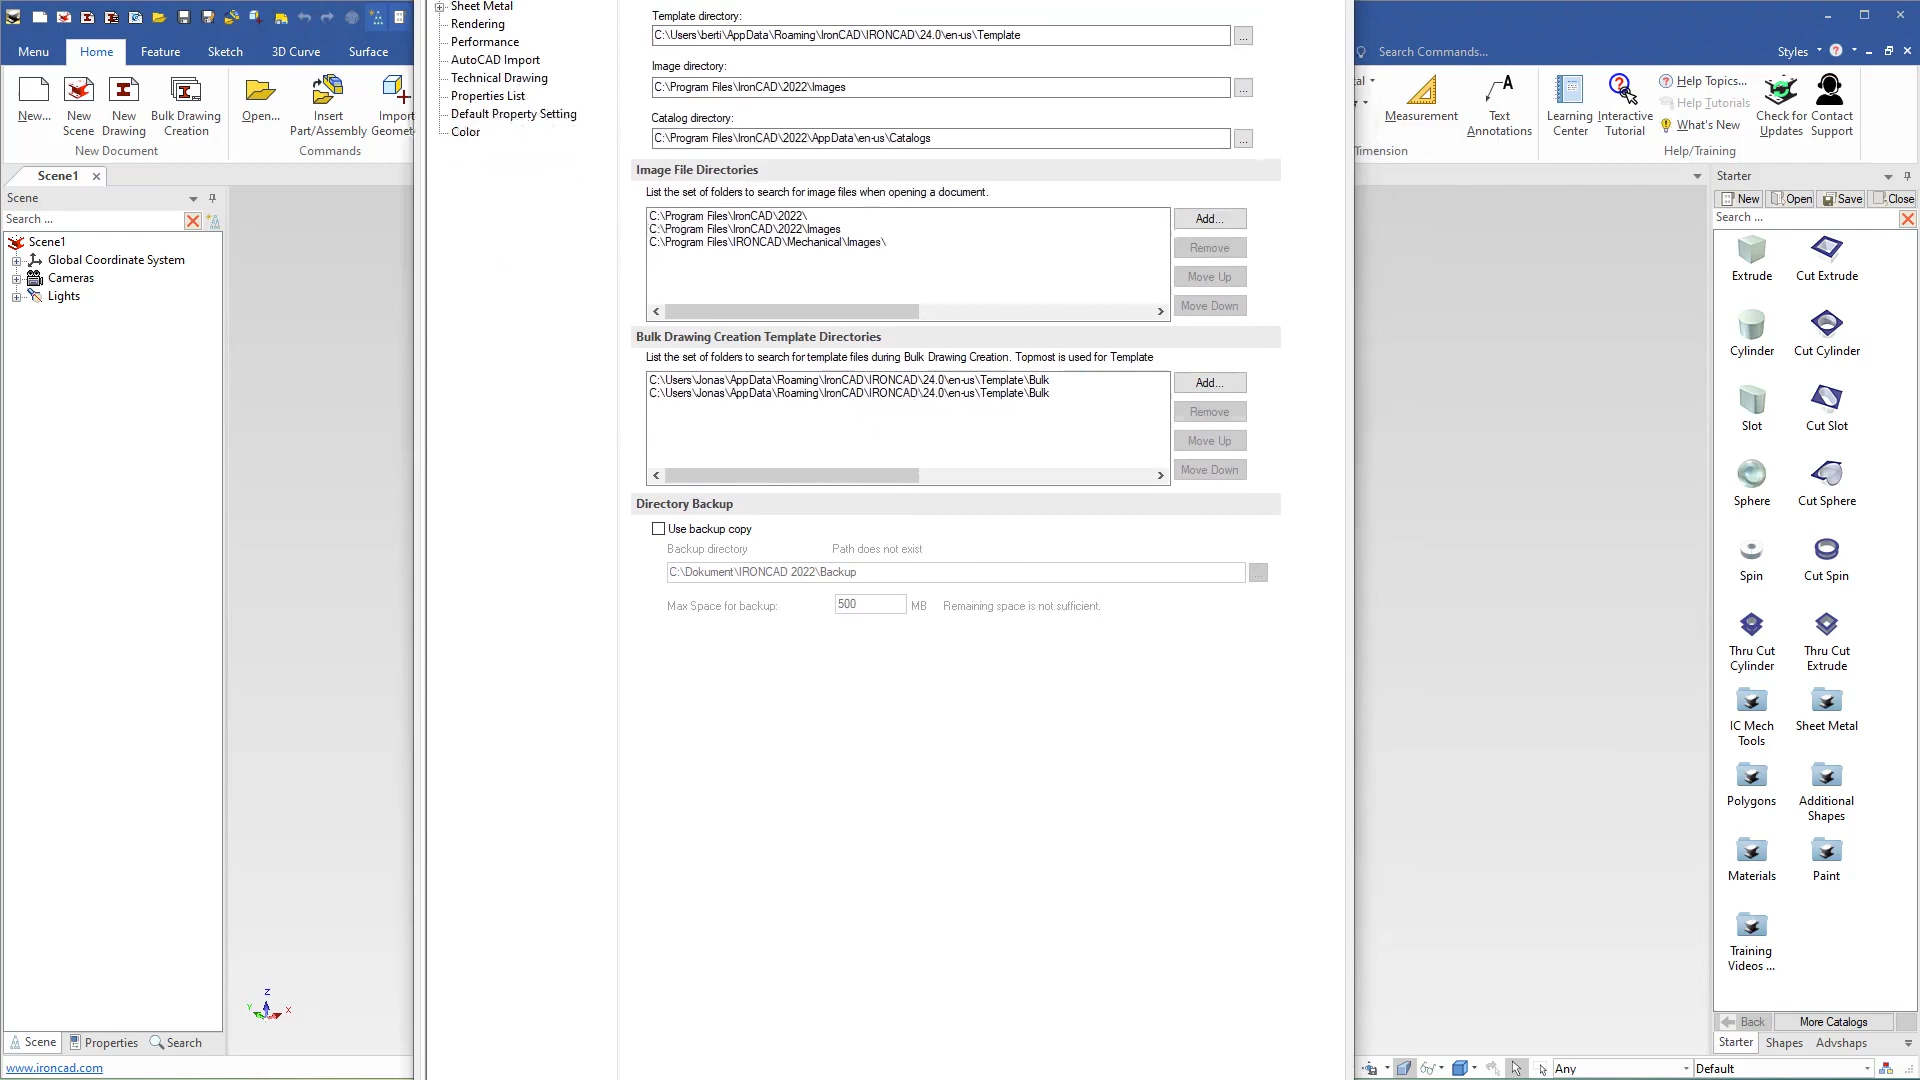 Menu
Home
Feature
Sketch
3D Curve
Surface
New...
New
Scene
New
Drawing
Bulk Drawing
Creation
Open...
Insert
Part/Assembly
Import
Geomet
New Document
Commands
Scene1
Scene
Search ...
Scene1
Global Coordinate System
Cameras
Lights
Z
Y
X
Scene
Properties
Search
www.ironcad.com
Sheet Metal
Rendering
Performance
AutoCAD Import
Technical Drawing
Properties List
Default Property Setting
Color
Template directory:
C:\Users\berti\AppData\Roaming\IronCAD\IRONCAD\24.0\en-us\Template
...
Image directory:
C:\Program Files\IronCAD\2022\Images
...
Catalog directory:
C:\Program Files\IronCAD\2022\AppData\en-us\Catalogs
...
Image File Directories
List the set of folders to search for image files when opening a document.
C:\Program Files\IronCAD\2022\
C:\Program Files\IronCAD\2022\Images
C:\Program Files\IRONCAD\Mechanical\Images\
Add...
Remove
Move Up
Move Down
Bulk Drawing Creation Template Directories
List the set of folders to search for template files during Bulk Drawing Creation. Topmost is used for Template
C:\Users\Jonas\AppData\Roaming\IronCAD\IRONCAD\24.0\en-us\Template\Bulk
C:\Users\Jonas\AppData\Roaming\IronCAD\IRONCAD\24.0\en-us\Template\Bulk
Add...
Remove
Move Up
Move Down
Directory Backup
Use backup copy
Backup directory
Path does not exist
C:\Dokument\IRONCAD 2022\Backup
...
Max Space for backup:
500
MB
Remaining space is not sufficient.
Search Commands...
Styles
al
Measurement
Text
Annotations
Learning
Center
Interactive
Tutorial
Help Topics...
Help Tutorials
What's New
Check for
Updates
Contact
Support
imension
Help/Training
Starter
New
Open
Save
Close
Search ...
Extrude
Cut Extrude
Cylinder
Cut Cylinder
Slot
Cut Slot
Sphere
Cut Sphere
Spin
Cut Spin
Thru Cut
Cylinder
Thru Cut
Extrude
IC Mech
Tools
Sheet Metal
Polygons
Additional
Shapes
Materials
Paint
Training
Videos ...
Back
More Catalogs
Starter
Shapes
Advshaps
Any
Default